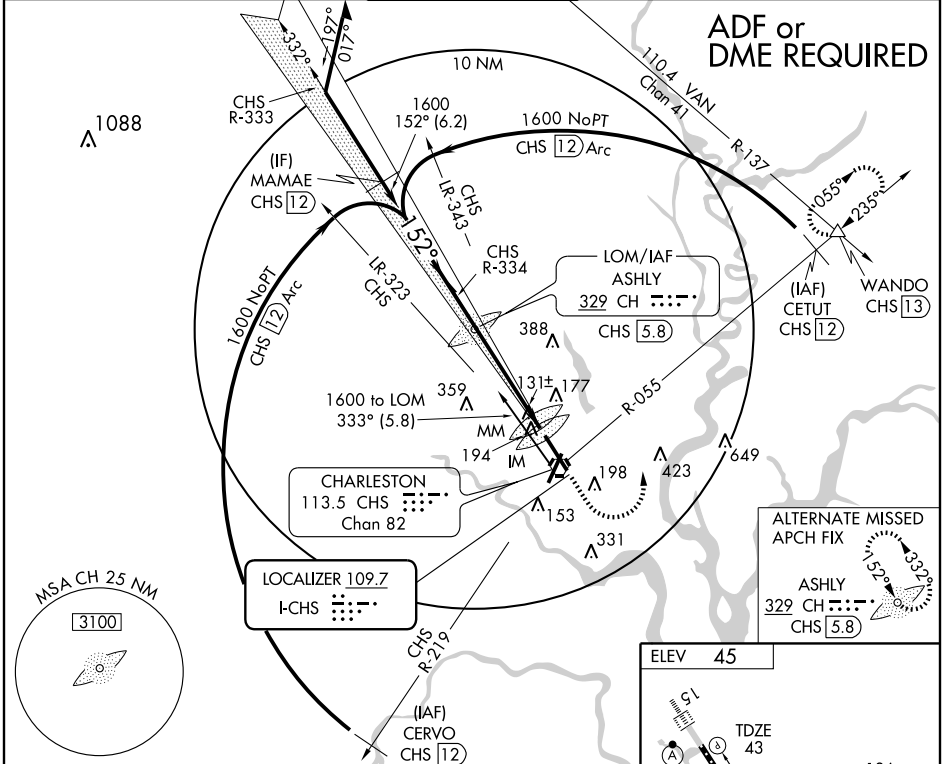 ADF or
DME REQUIRED
197°
017°
332°
10 NM
110.4 VAN
Chan 41
R-137
CHS
R-333
1600
152° (6.2)
1600 NoPT
CHS 12 Arc
1088
(IF)
MAMAE
CHS 12
CHS
LR-343
055°
235°
152°
LR-323
CHS
CHS
R-334
LOM/IAF
ASHLY
329 CH
CHS 5.8
(IAF)
CETUT
CHS 12
WANDO
CHS 13
1600 NoPT
CHS 12 Arc
388
R-055
1600 to LOM
333° (5.8)
359
131±
177
MM
194
IM
649
423
198
CHARLESTON
113.5 CHS
Chan 82
153
331
LOCALIZER 109.7
I-CHS
ALTERNATE MISSED
APCH FIX
152°
332°
ASHLY
329 CH
CHS 5.8
MSA CH 25 NM
3100
CHS
R-219
(IAF)
CERVO
CHS 12
ELEV 45
15
TDZE
43
A